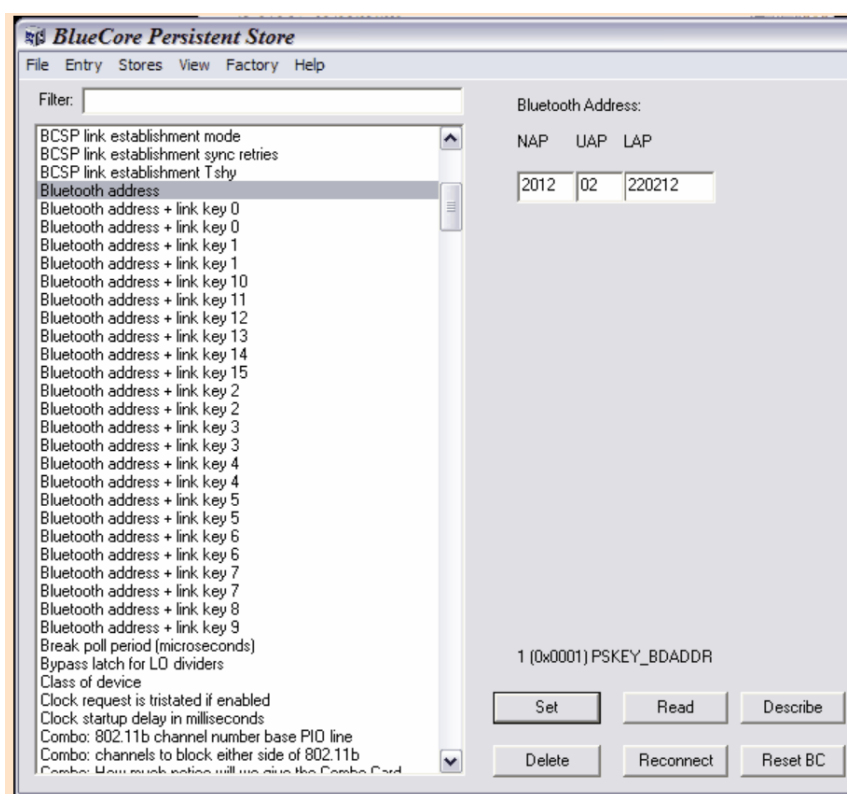 BlueCore Persistent Store
File Entry Stores View Factory Help
Filter:
BCSP link establishment mode
BCSP link establishment sync retries
BCSP link establishment Tshy
Bluetooth address
Bluetooth address + link key 0
Bluetooth address + link key 0
Bluetooth address + link key 1
Bluetooth address + link key 1
Bluetooth address + link key 10
Bluetooth address + link key 11
Bluetooth address + link key 12
Bluetooth address + link key 13
Bluetooth address + link key 14
Bluetooth address + link key 15
Bluetooth address + link key 2
Bluetooth address + link key 2
Bluetooth address + link key 3
Bluetooth address + link key 3
Bluetooth address + link key 4
Bluetooth address + link key 4
Bluetooth address + link key 5
Bluetooth address + link key 5
Bluetooth address + link key 6
Bluetooth address + link key 6
Bluetooth address + link key 7
Bluetooth address + link key 7
Bluetooth address + link key 8
Bluetooth address + link key 9
Break poll period (microseconds)
Bypass latch for LO dividers
Class of device
Clock request is tristated if enabled
Clock startup delay in milliseconds
Combo: 802.11b channel number base PIO line
Combo: channels to block either side of 802.11b
Combo: How much notice will we give the Combo Card
Bluetooth Address:
NAP UAP LAP
2012 02 220212
1 (0x0001) PSKEY_BDADDR
Set Read Describe
Delete Reconnect Reset BC